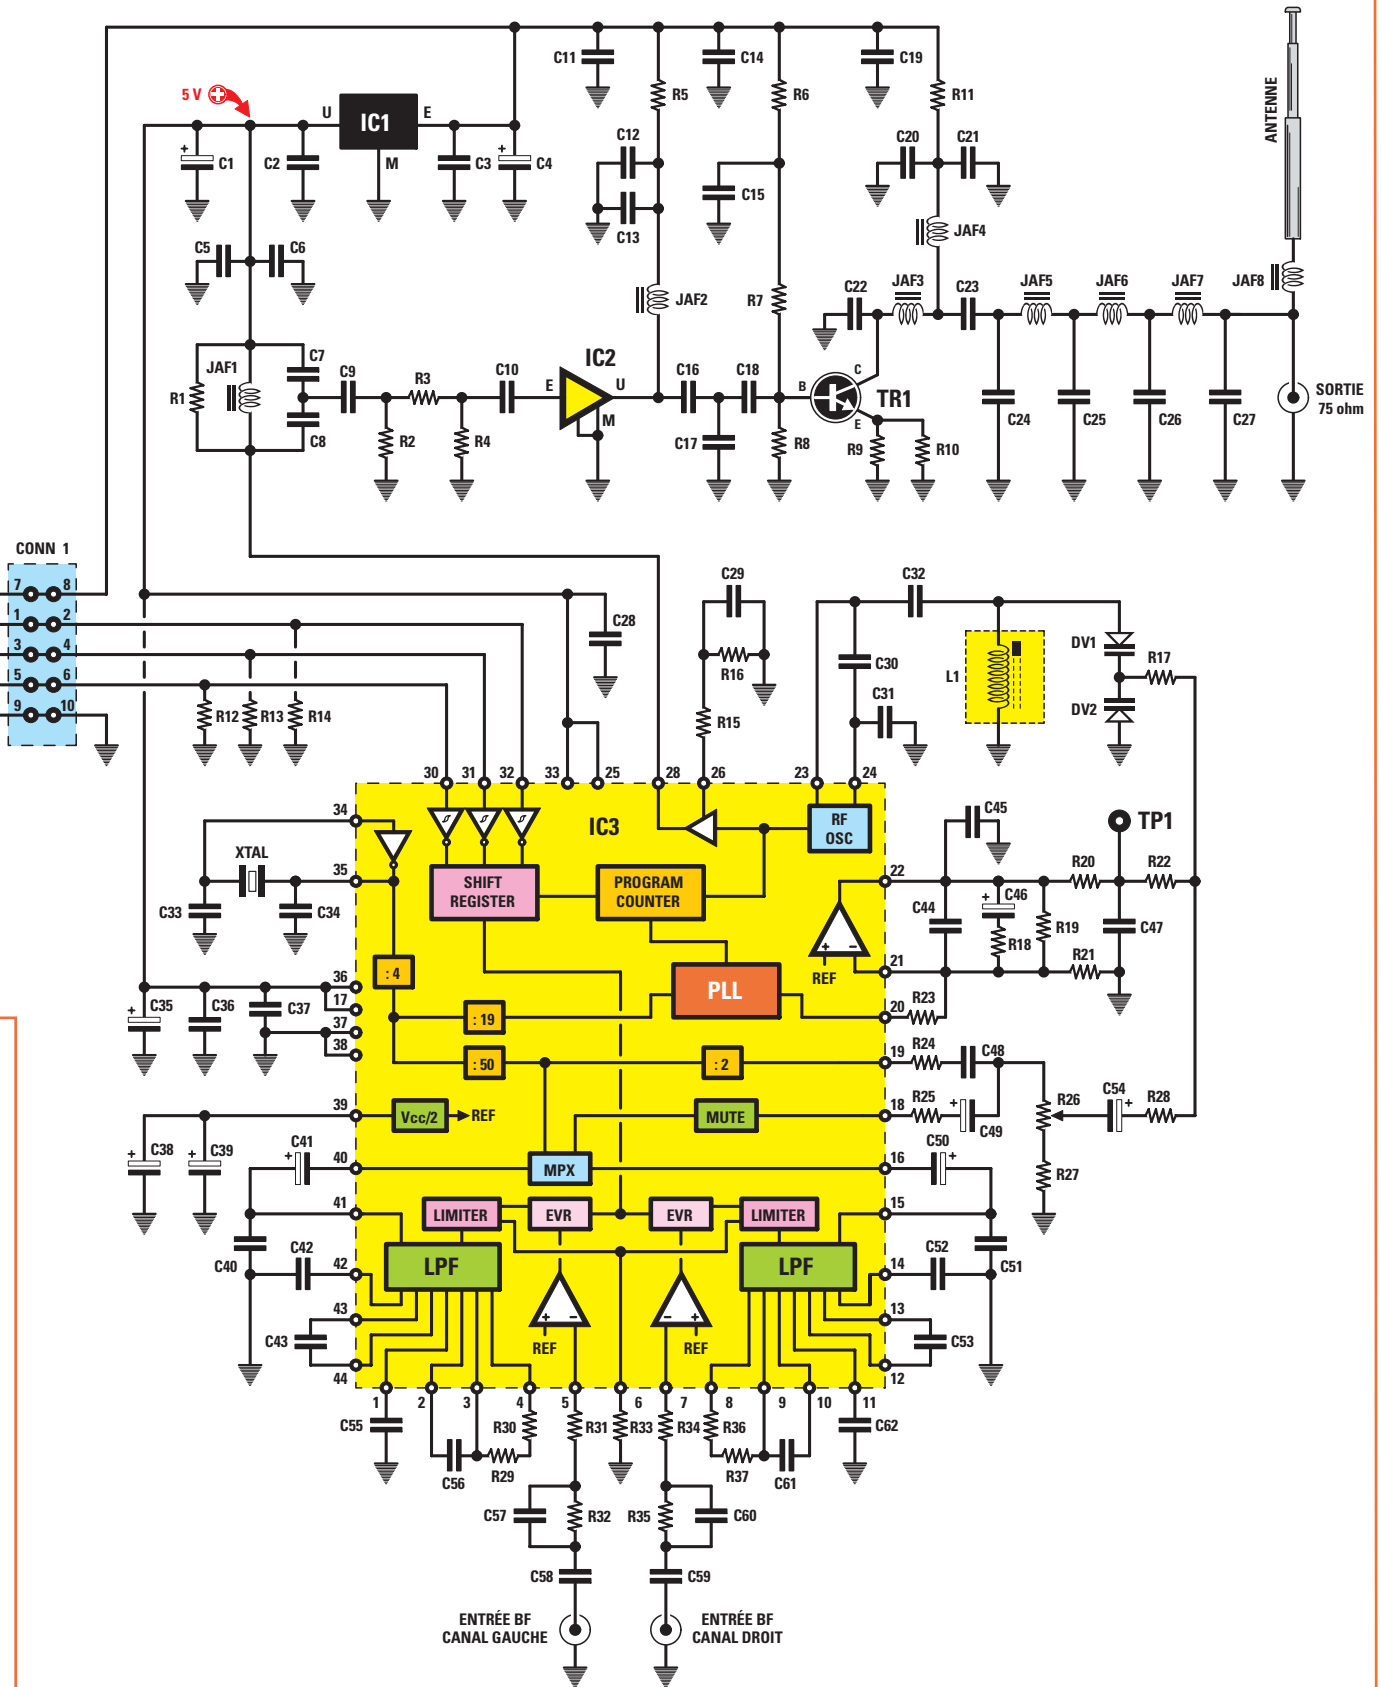 C11
C14
C19
R5
R6
R11
ANTENNE
5 V
U
IC1
E
M
+
C1
C2
C3
+
C4
C12
C13
C15
C20
C21
C5
C6
JAF4
JAF2
R7
C22
JAF3
C23
JAF5
JAF6
JAF7
JAF8
JAF1
R1
C7
C8
C9
R3
R2
R4
C10
IC2
E
U
M
C16
C18
C17
R8
B
C
E
TR1
R9
R10
C24
C25
C26
C27
SORTIE
75 ohm
CONN 1
7
8
1
2
3
4
5
6
9
10
R12
R13
R14
C28
C29
R16
R15
C32
C30
C31
L1
DV1
DV2
R17
30
31
32
33
25
28
26
23
24
34
35
XTAL
C33
C34
IC3
RF
OSC
SHIFT
REGISTER
PROGRAM
COUNTER
PLL
: 4
: 19
: 50
: 2
+
–
REF
22
21
20
19
18
C45
TP1
C44
+
C46
R18
R19
R20
R22
R21
C47
R23
R24
C48
R25
+
C49
R26
C54
+
R28
R27
36
17
37
38
+
C35
C36
C37
39
Vcc/2
REF
MUTE
+
C38
+
C39
C41
+
40
MPX
16
C50
+
41
LIMITER
EVR
EVR
LIMITER
15
C40
C42
42
LPF
LPF
14
C52
C51
43
C43
44
13
C53
12
+
–
REF
–
+
REF
1
2
3
4
5
6
7
8
9
10
11
C55
C56
R30
R29
R31
R33
R34
R36
R37
C61
C62
C57
R32
R35
C60
C58
C59
ENTRÉE BF
CANAL GAUCHE
ENTRÉE BF
CANAL DROIT